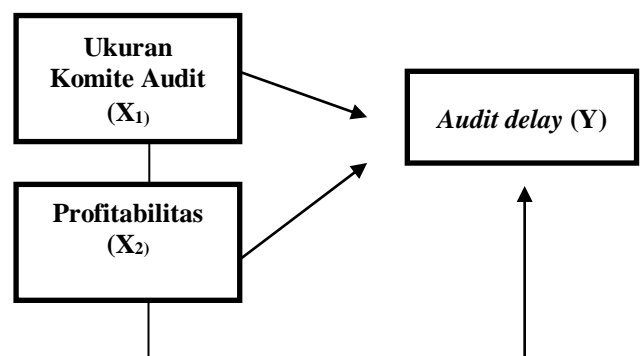 Ukuran
Komite Audit
(X1)
Audit delay (Y)
Profitabilitas
(X2)